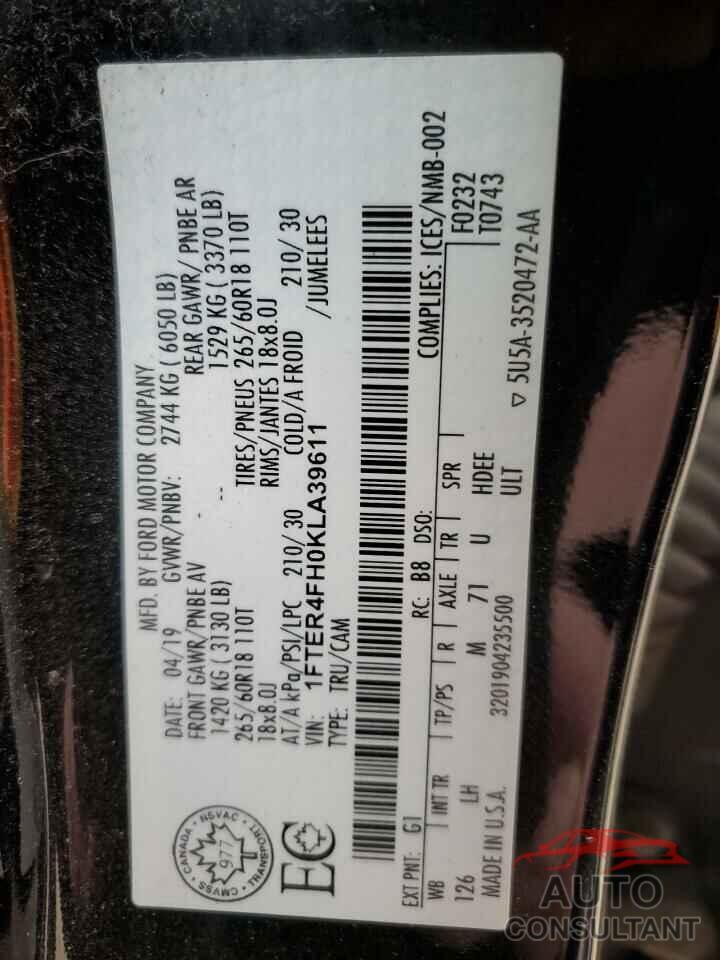 MFD. BY FORD MOTOR COMPANY
DATE: 04/19 GVWR/PNBV: 2744 KG ( 6050 LB)
FRONT GAWR/PNBE AV REAR GAWR/ PNBE AR
1420 KG ( 3130 LB) -- 1529 KG ( 3370 LB)
265/60R18 110T TIRES/PNEUS 265/60R18 110T
18x8.0J RIMS/JANTES 18x8.0J
AT/A kPa/PSI/LPC 210/ 30 COLD/A FROID 210/ 30
VIN: 1FTER4FH0KLA39611 /JUMELEES
TYPE: TRU/CAM
CANADA · NSVAC · TRANSPORT · CMVSS ·
977
EC
EXT PNT: G1 RC: B8 DSO: COMPLIES: ICES/NMB-002
WB INT TR TP/PS R AXLE TR SPR F0232
126 LH M 71 U HDEE T0743
ULT
MADE IN U.S.A. 3201904235500 ▽ 5U5A-3520472-AA
AUTO
CONSULTANT